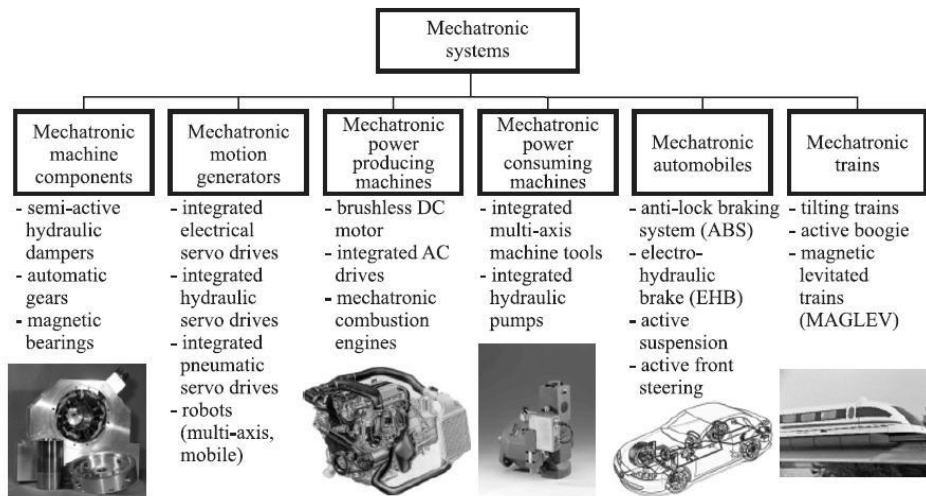 Mechatronic
systems
Mechatronic
machine
components
- semi-active
hydraulic
dampers
- automatic
gears
- magnetic
bearings
Mechatronic
motion
generators
- integrated
electrical
servo drives
- integrated
hydraulic
servo drives
- integrated
pneumatic
servo drives
- robots
(multi-axis,
mobile)
Mechatronic
power
producing
machines
- brushless DC
motor
- integrated AC
drives
- mechatronic
combustion
engines
Mechatronic
power
consuming
machines
- integrated
multi-axis
machine tools
- integrated
hydraulic
pumps
Mechatronic
automobiles
- anti-lock braking
system (ABS)
- electro-
hydraulic
brake (EHB)
- active
suspension
- active front
steering
Mechatronic
trains
- tilting trains
- active boogie
- magnetic
levitated
trains
(MAGLEV)